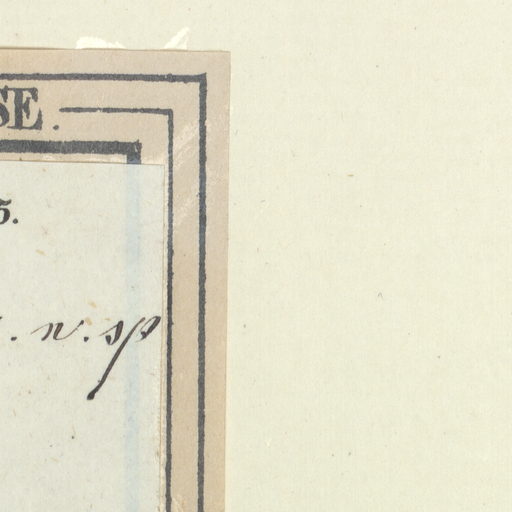 SE.
5.
. n. sp